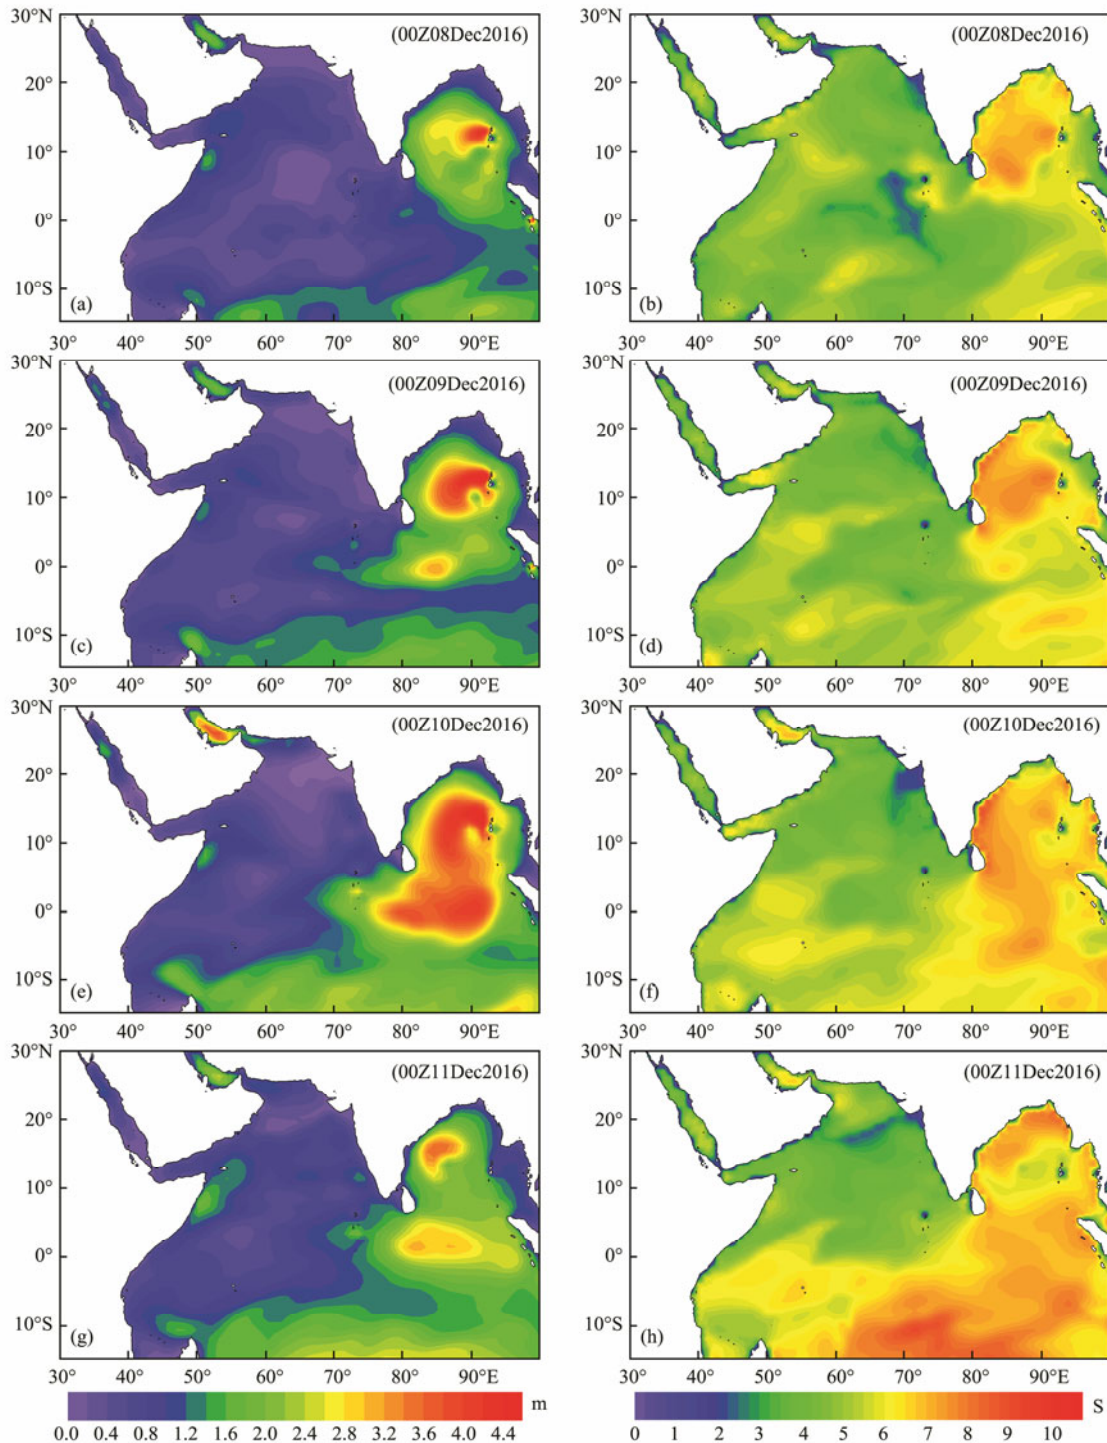 30°N (00Z08Dec2016) 30°N (00Z08Dec2016)
20° 20°
10° 10°
0° 0°
10°S (a) 10°S (b)
30° 40° 50° 60° 70° 80° 90°E 30° 40° 50° 60° 70° 80° 90°E
30°N (00Z09Dec2016) 30°N (00Z09Dec2016)
20° 20°
10° 10°
0° 0°
10°S (c) 10°S (d)
30° 40° 50° 60° 70° 80° 90°E 30° 40° 50° 60° 70° 80° 90°E
30°N (00Z10Dec2016) 30°N (00Z10Dec2016)
20° 20°
10° 10°
0° 0°
10°S (e) 10°S (f)
30° 40° 50° 60° 70° 80° 90°E 30° 40° 50° 60° 70° 80° 90°E
30°N (00Z11Dec2016) 30°N (00Z11Dec2016)
20° 20°
10° 10°
0° 0°
10°S (g) 10°S (h)
30° 40° 50° 60° 70° 80° 90°E 30° 40° 50° 60° 70° 80° 90°E
m S
0.0 0.4 0.8 1.2 1.6 2.0 2.4 2.8 3.2 3.6 4.0 4.4 0 1 2 3 4 5 6 7 8 9 10